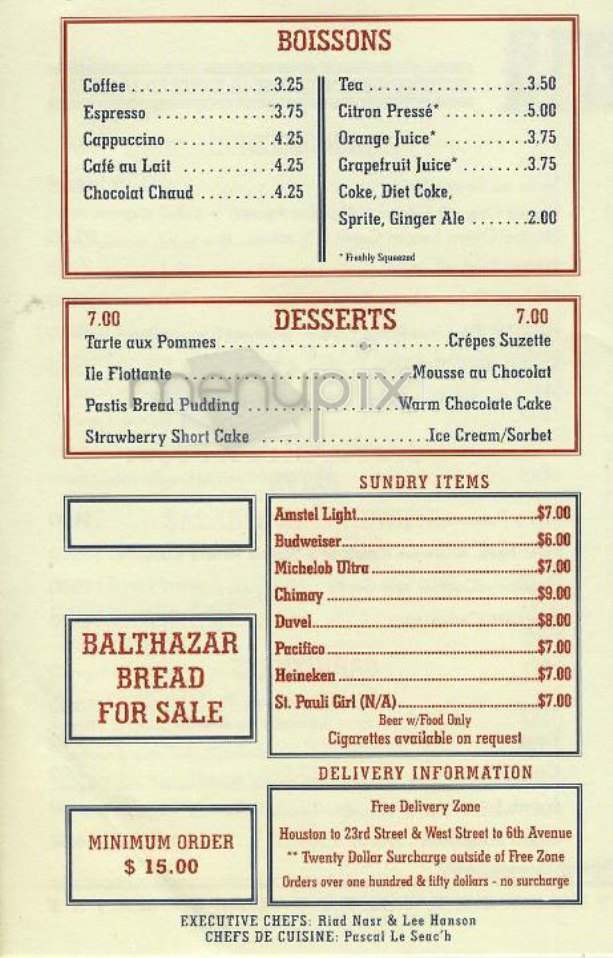 BOISSONS
Coffee .................3.25
Espresso ..............3.75
Cappuccino ............4.25
Café au Lait ...........4.25
Chocolat Chaud .........4.25
Tea ...................3.50
Citron Pressé* ..........5.00
Orange Juice* ...........3.75
Grapefruit Juice* ........3.75
Coke, Diet Coke,
Sprite, Ginger Ale .......2.00
* Freshly Squeezed
7.00 DESSERTS 7.00
Tarte aux Pommes ............................Crépes Suzette
Ile Flottante ............................Mousse au Chocolat
Pastis Bread Pudding ..................Warm Chocolate Cake
Strawberry Short Cake .....................Ice Cream/Sorbet
menupix
SUNDRY ITEMS
Amstel Light..........................................$7.00
Budweiser.............................................$6.00
Michelob Ultra ........................................$7.00
Chimay ................................................$9.00
Duvel..................................................$8.00
Pacifico ...............................................$7.00
Heineken ..............................................$7.00
St. Pauli Girl (N/A)................................$7.00
Beer w/Food Only
Cigarettes available on request
BALTHAZAR
BREAD
FOR SALE
DELIVERY INFORMATION
Free Delivery Zone
Houston to 23rd Street & West Street to 6th Avenue
** Twenty Dollar Surcharge outside of Free Zone
Orders over one hundred & fifty dollars - no surcharge
MINIMUM ORDER
$ 15.00
EXECUTIVE CHEFS: Riad Nasr & Lee Hanson
CHEFS DE CUISINE: Pascal Le Seac'h